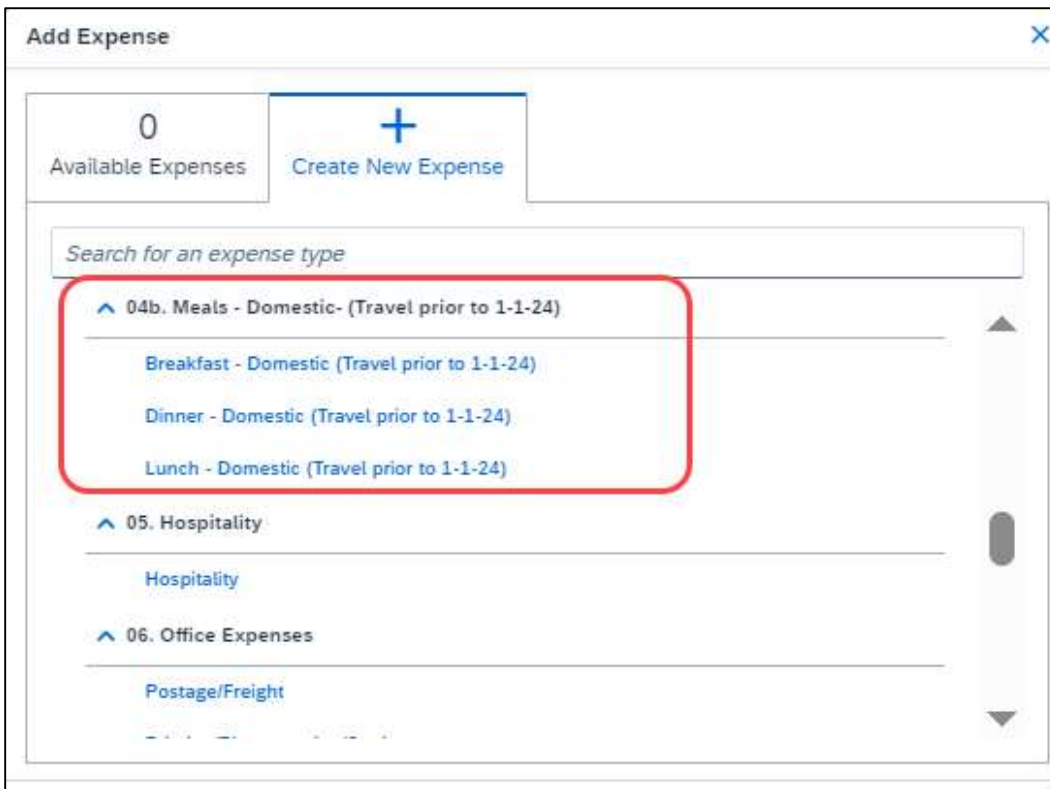 Add Expense
0
Available Expenses
Create New Expense
Search for an expense type
04b. Meals - Domestic- (Travel prior to 1-1-24)
Breakfast - Domestic (Travel prior to 1-1-24)
Dinner - Domestic (Travel prior to 1-1-24)
Lunch - Domestic (Travel prior to 1-1-24)
05. Hospitality
Hospitality
06. Office Expenses
Postage/Freight